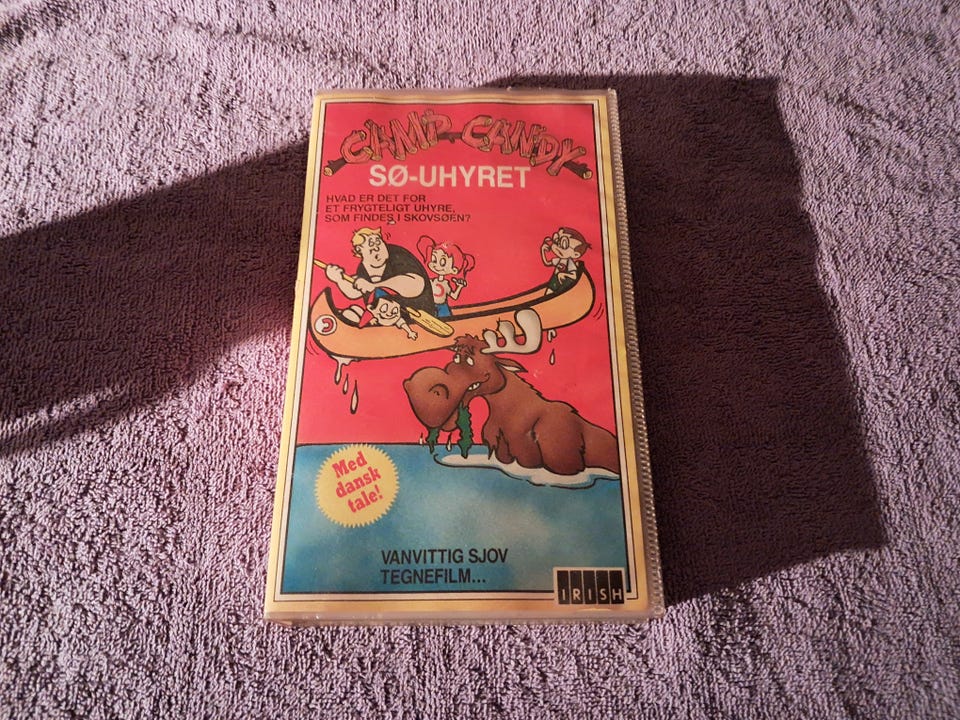 CAMP CANDY
SØ-UHYRET
HVAD ER DET FOR
ET FRYGTELIGT UHYRE,
SOM FINDES I SKOVSØEN?
C
C
Med
dansk
tale!
VANVITTIG SJOV
TEGNEFILM...
IRISH